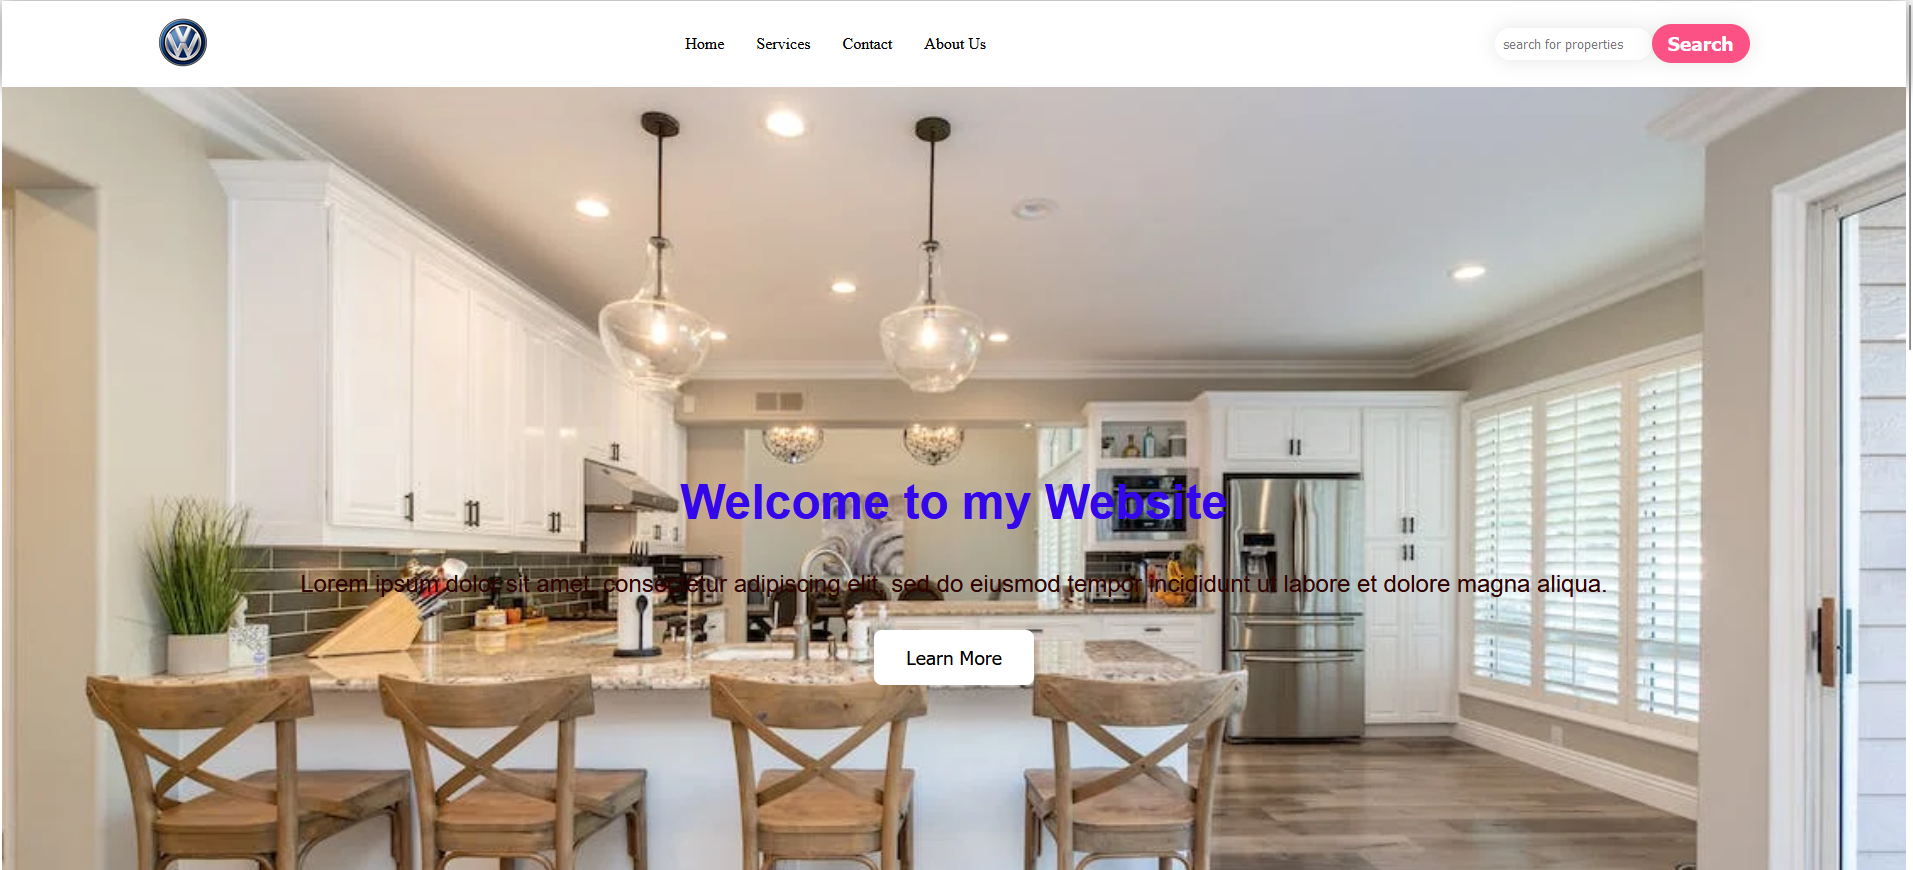 Home
Services
Contact
About Us
search for properties
Search
Welcome to my Website
Lorem ipsum dolor sit amet, consectetur adipiscing elit, sed do eiusmod tempor incididunt ut labore et dolore magna aliqua.
Learn More